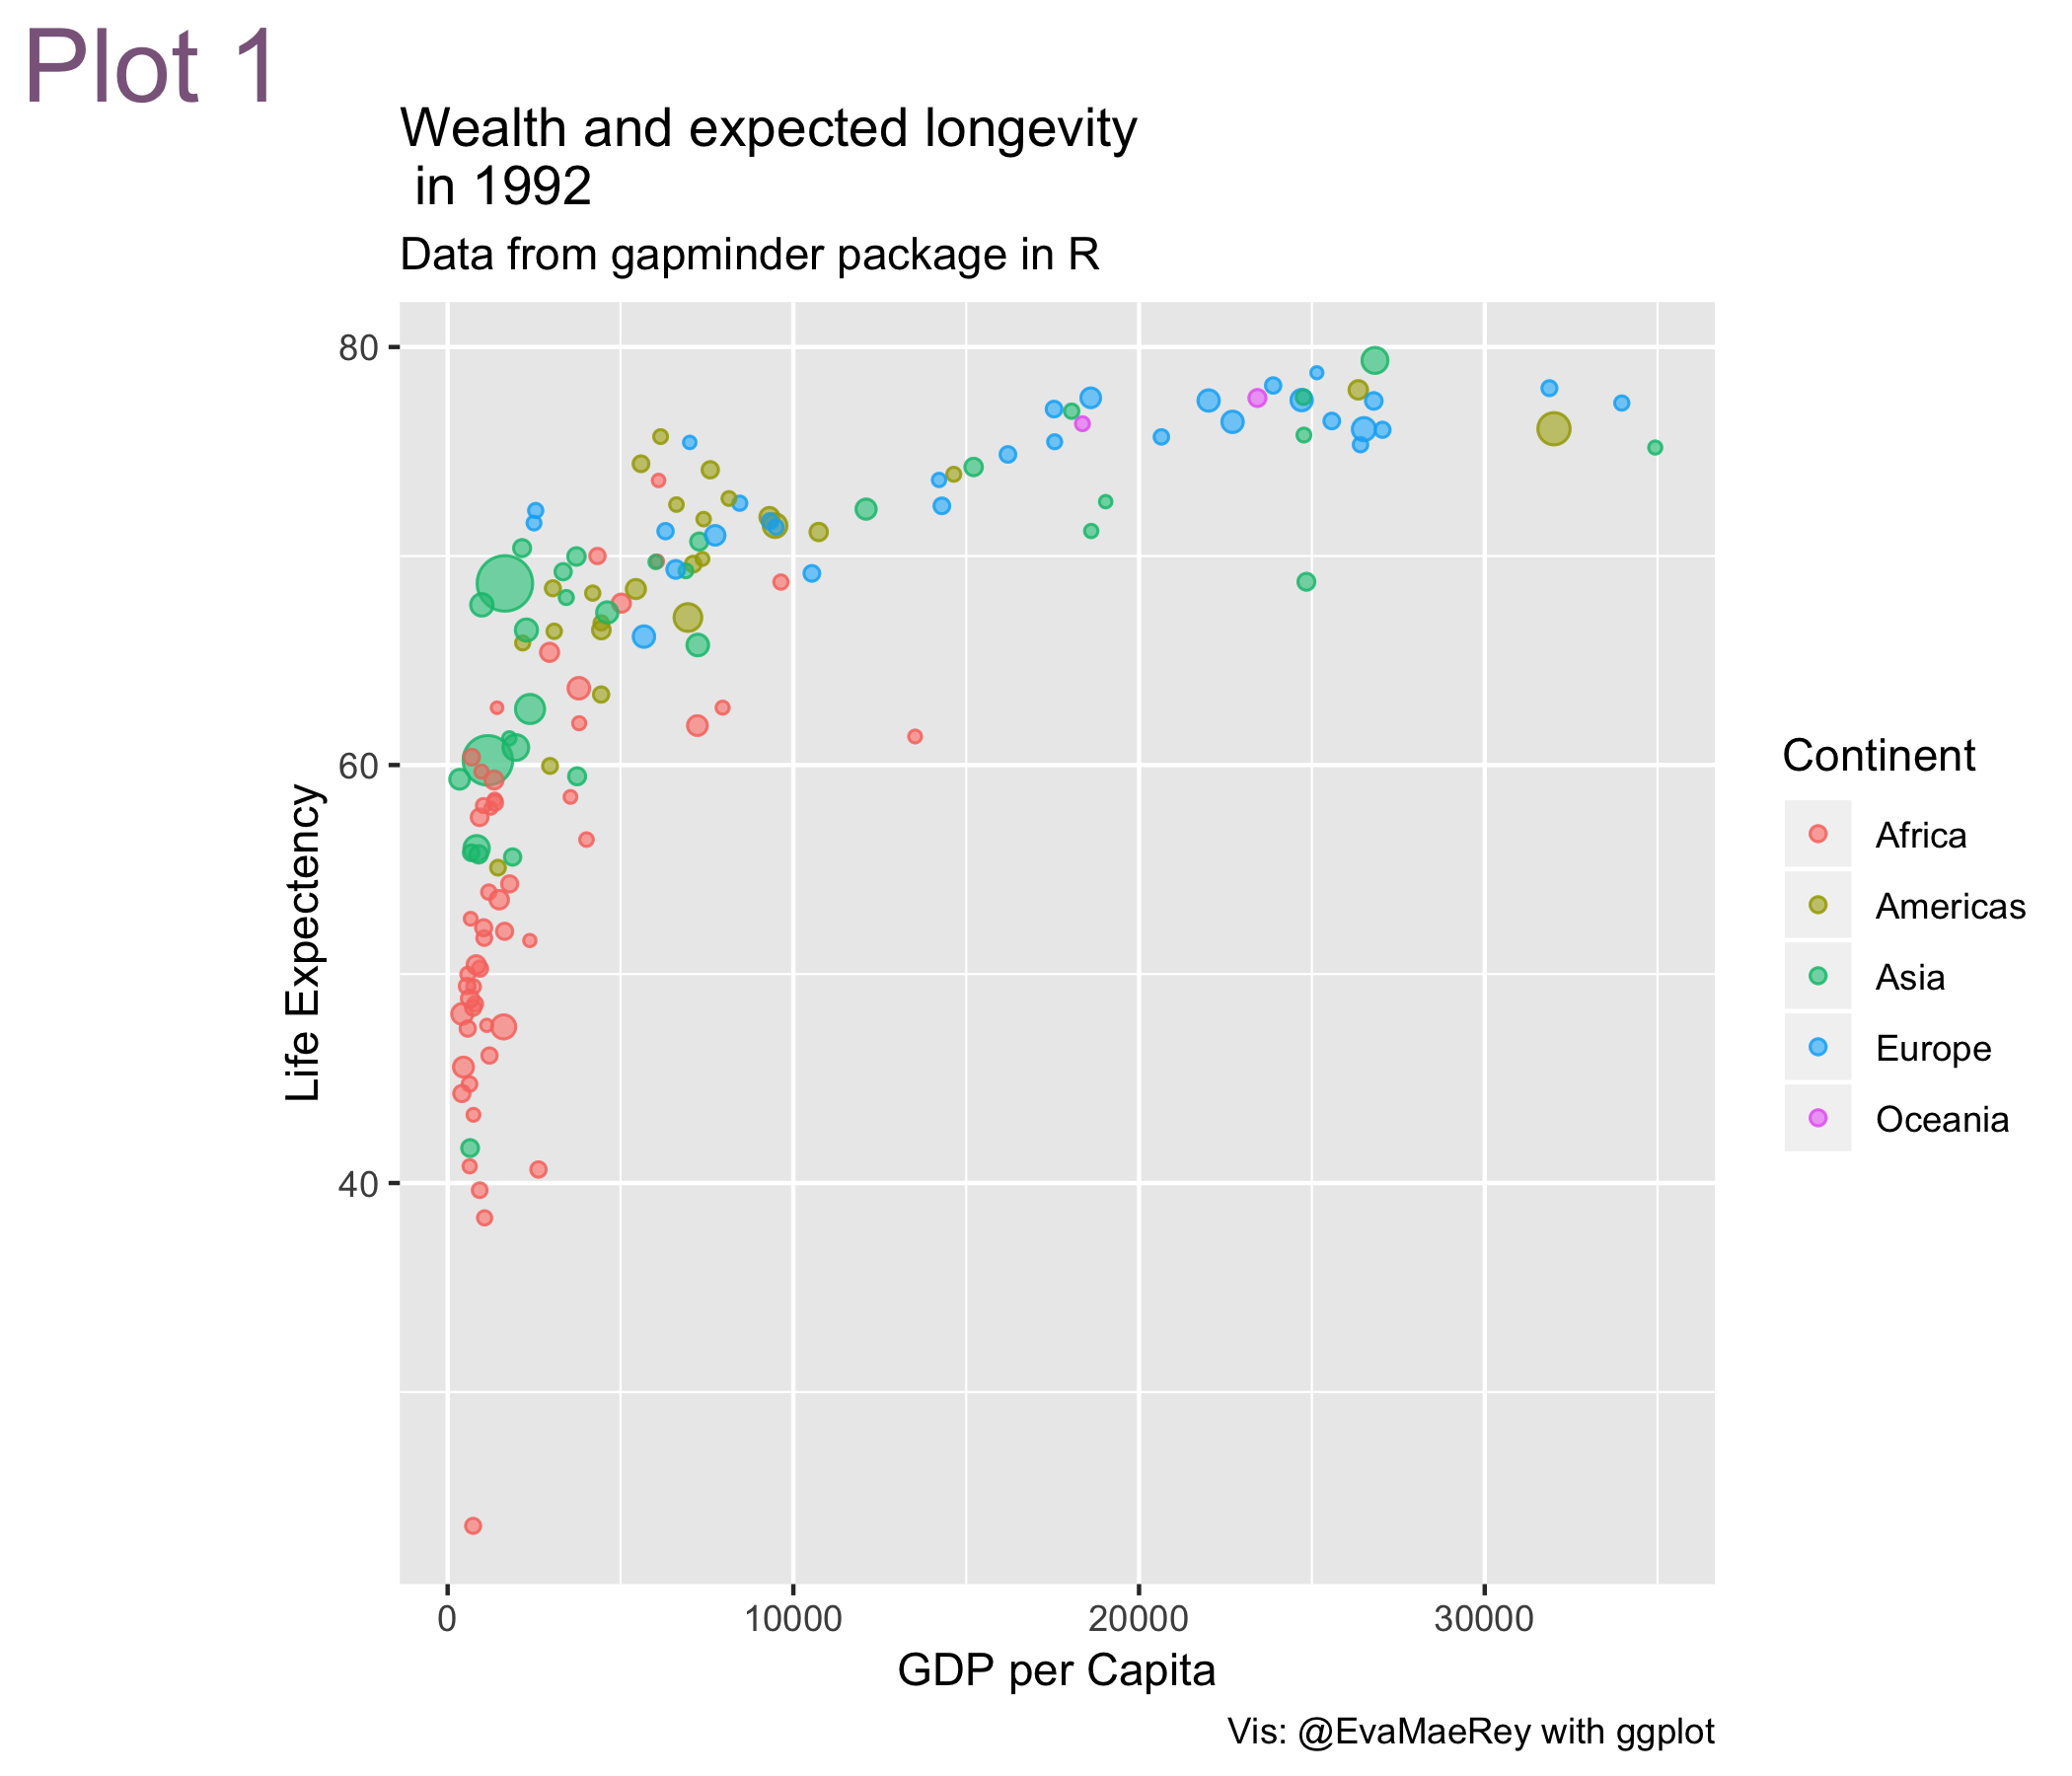 Plot 1
Wealth and expected longevity
in 1992
Data from gapminder package in R
80
60
40
Life Expectency
0 10000 20000 30000
GDP per Capita
Continent
Africa
Americas
Asia
Europe
Oceania
Vis: @EvaMaeRey with ggplot